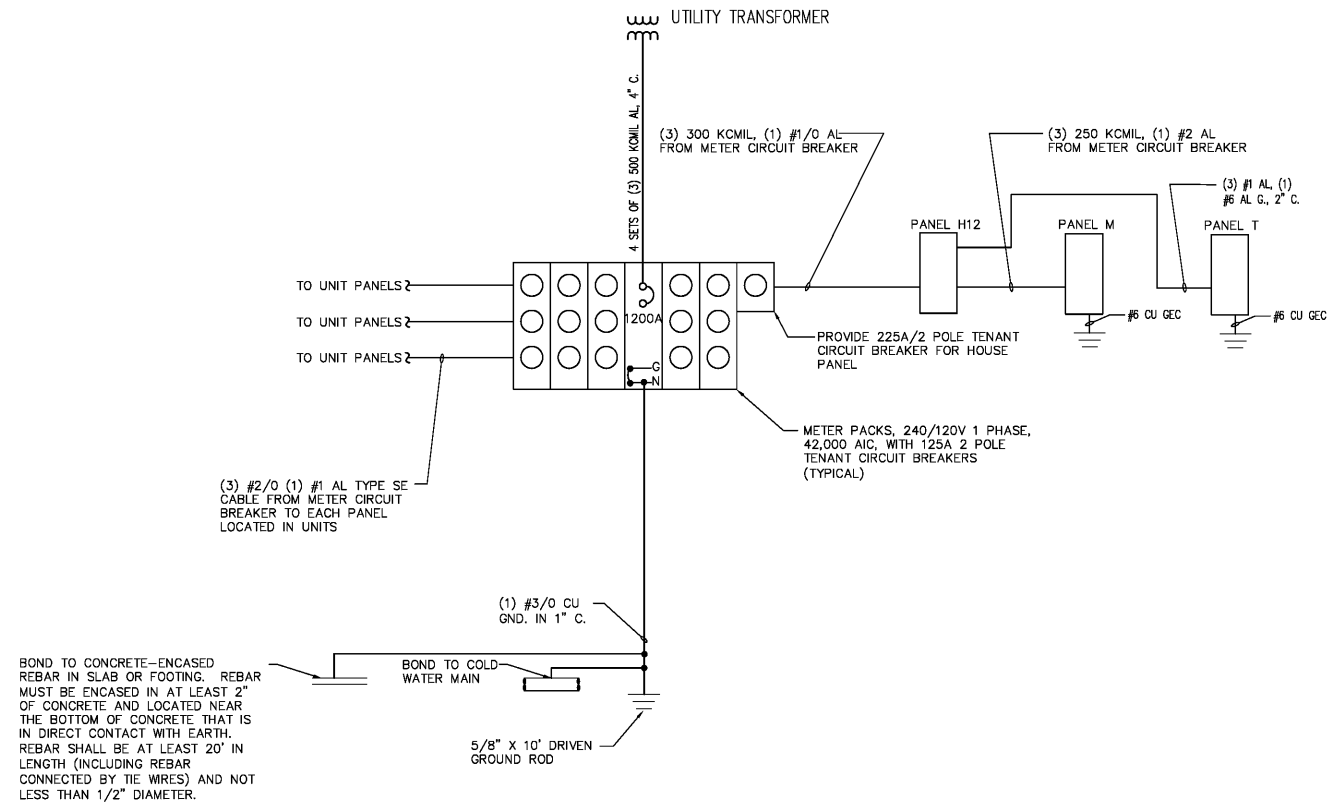 UTILITY TRANSFORMER
4 SETS OF (3) 500 KCMIL AL, 4" C.
(3) 300 KCMIL, (1) #1/0 AL
FROM METER CIRCUIT BREAKER
(3) 250 KCMIL, (1) #2 AL
FROM METER CIRCUIT BREAKER
(3) #1 AL, (1)
#6 AL G., 2" C.
PANEL H12
PANEL M
PANEL T
TO UNIT PANELS
TO UNIT PANELS
TO UNIT PANELS
1200A
G
N
#6 CU GEC
#6 CU GEC
PROVIDE 225A/2 POLE TENANT
CIRCUIT BREAKER FOR HOUSE
PANEL
METER PACKS, 240/120V 1 PHASE,
42,000 AIC, WITH 125A 2 POLE
TENANT CIRCUIT BREAKERS
(TYPICAL)
(3) #2/0 (1) #1 AL TYPE SE
CABLE FROM METER CIRCUIT
BREAKER TO EACH PANEL
LOCATED IN UNITS
(1) #3/0 CU
GND. IN 1" C.
BOND TO CONCRETE-ENCASED
REBAR IN SLAB OR FOOTING. REBAR
MUST BE ENCASED IN AT LEAST 2"
OF CONCRETE AND LOCATED NEAR
THE BOTTOM OF CONCRETE THAT IS
IN DIRECT CONTACT WITH EARTH.
REBAR SHALL BE AT LEAST 20' IN
LENGTH (INCLUDING REBAR
CONNECTED BY TIE WIRES) AND NOT
LESS THAN 1/2" DIAMETER.
BOND TO COLD
WATER MAIN
5/8" X 10' DRIVEN
GROUND ROD